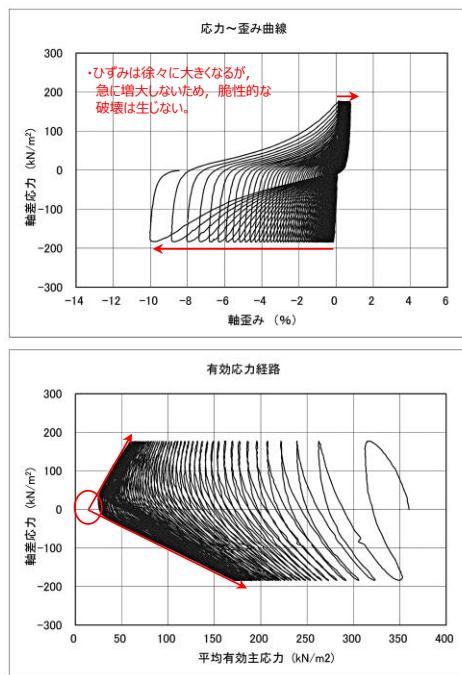 応力～歪み曲線
・ひずみは徐々に大きくなるが，
急に増大しないため，脆性的な
破壊は生じない。
300
200
100
0
-100
-200
-300
軸差応力 (kN/m²)
-14 -12 -10 -8 -6 -4 -2 0 2 4 6
軸歪み （%）
有効応力経路
300
200
100
0
-100
-200
-300
軸差応力 (kN/m²)
0 50 100 150 200 250 300 350 400
平均有効主応力 (kN/m2)